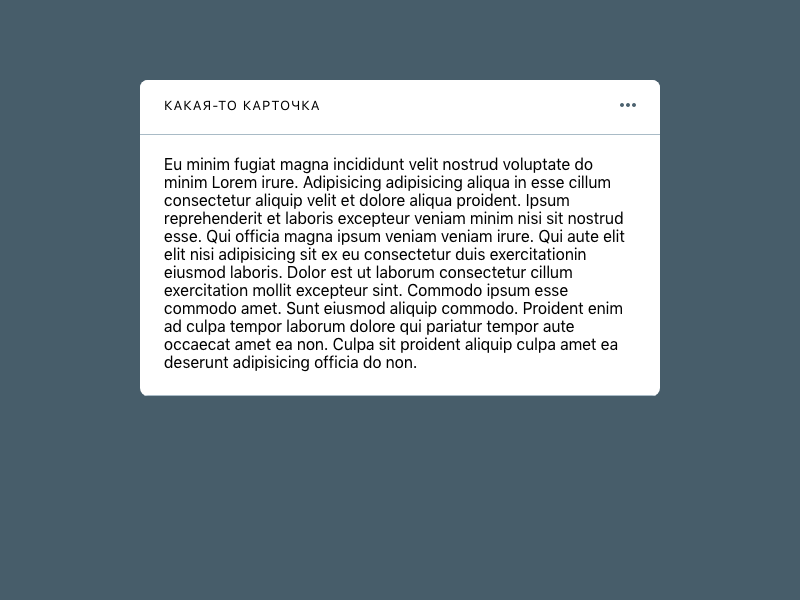 КАКАЯ-ТО КАРТОЧКА
Eu minim fugiat magna incididunt velit nostrud voluptate do
minim Lorem irure. Adipisicing adipisicing aliqua in esse cillum
consectetur aliquip velit et dolore aliqua proident. Ipsum
reprehenderit et laboris excepteur veniam minim nisi sit nostrud
esse. Qui officia magna ipsum veniam veniam irure. Qui aute elit
elit nisi adipisicing sit ex eu consectetur duis exercitationin
eiusmod laboris. Dolor est ut laborum consectetur cillum
exercitation mollit excepteur sint. Commodo ipsum esse
commodo amet. Sunt eiusmod aliquip commodo. Proident enim
ad culpa tempor laborum dolore qui pariatur tempor aute
occaecat amet ea non. Culpa sit proident aliquip culpa amet ea
deserunt adipisicing officia do non.